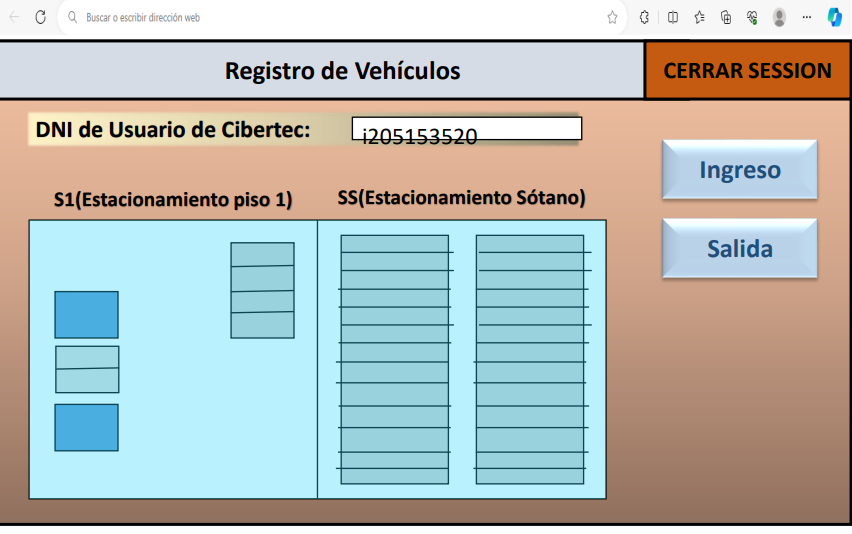 Buscar o escribir dirección web
Registro de Vehículos
CERRAR SESSION
DNI de Usuario de Cibertec:
i205153520
Ingreso
S1(Estacionamiento piso 1)
SS(Estacionamiento Sótano)
Salida